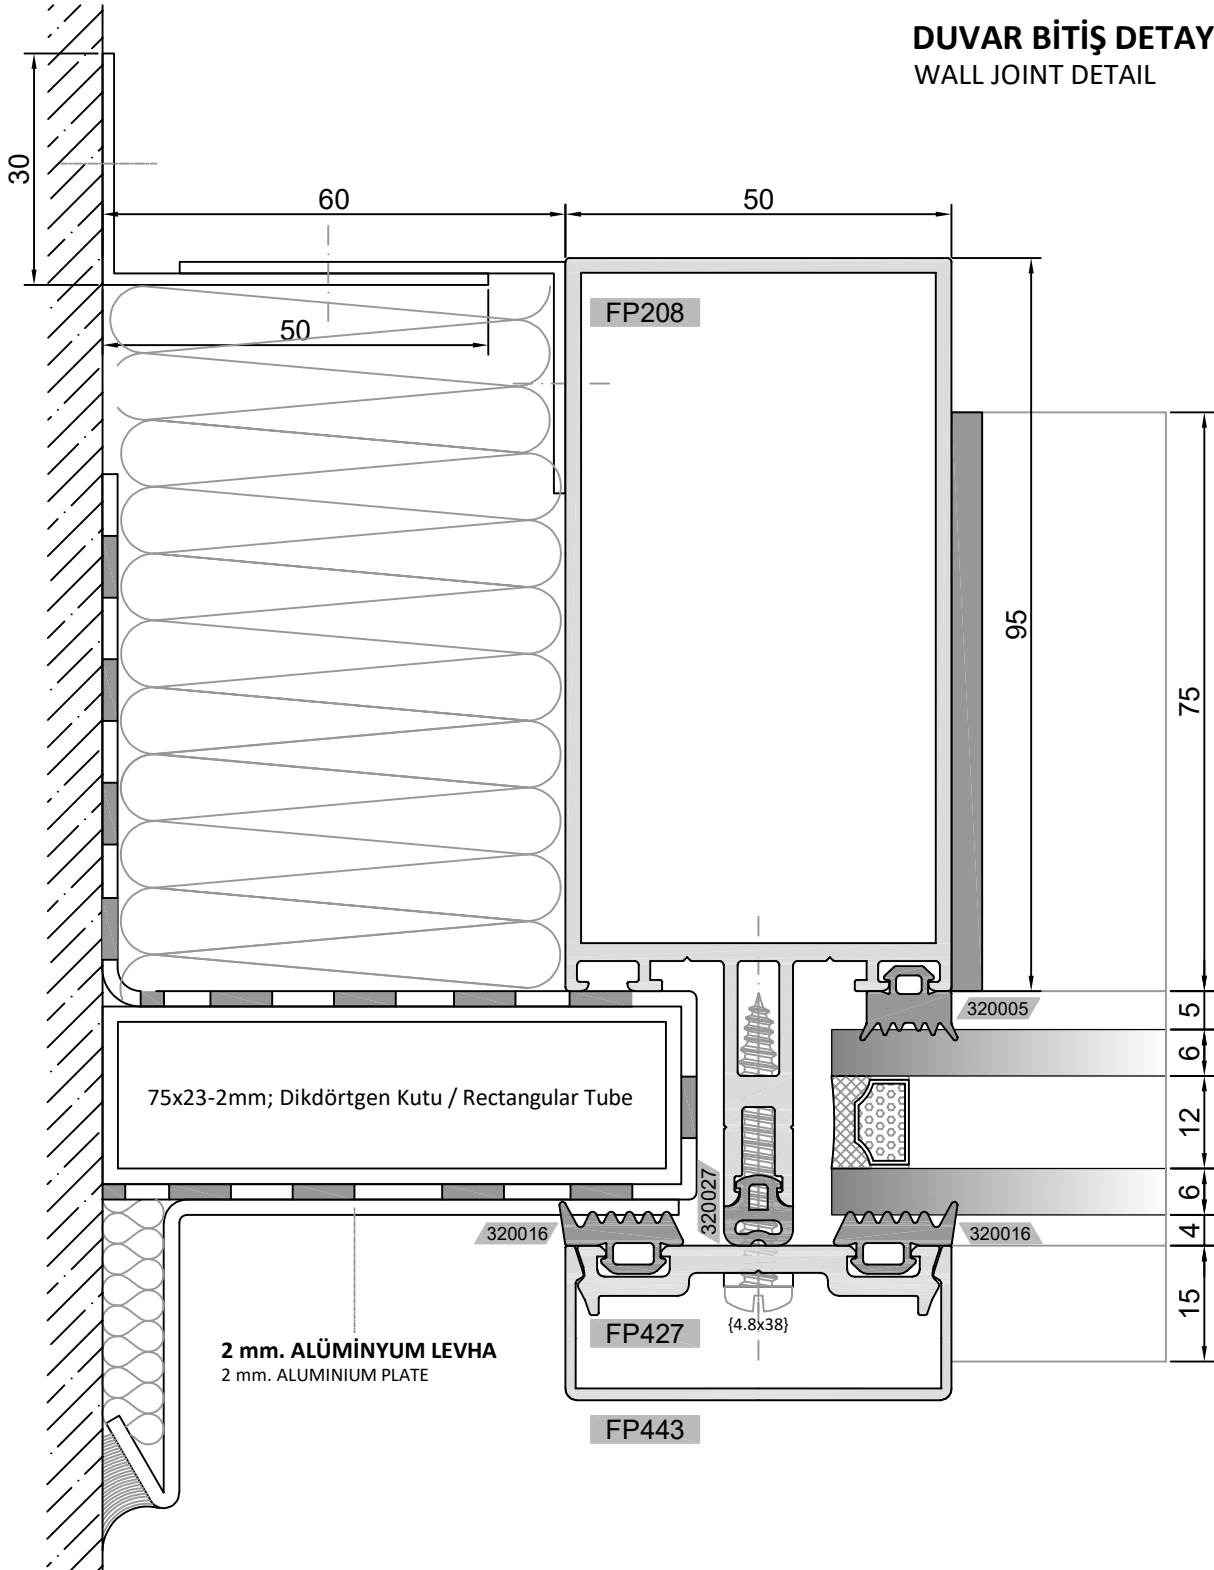 DUVAR BİTİŞ DETAY
WALL JOINT DETAIL
30
60
50
FP208
50
95
75
320005
5
6
75x23-2mm; Dikdörtgen Kutu / Rectangular Tube
12
320027
6
320016
320016
4
15
FP427
{4.8x38}
2 mm. ALÜMİNYUM LEVHA
2 mm. ALUMINIUM PLATE
FP443